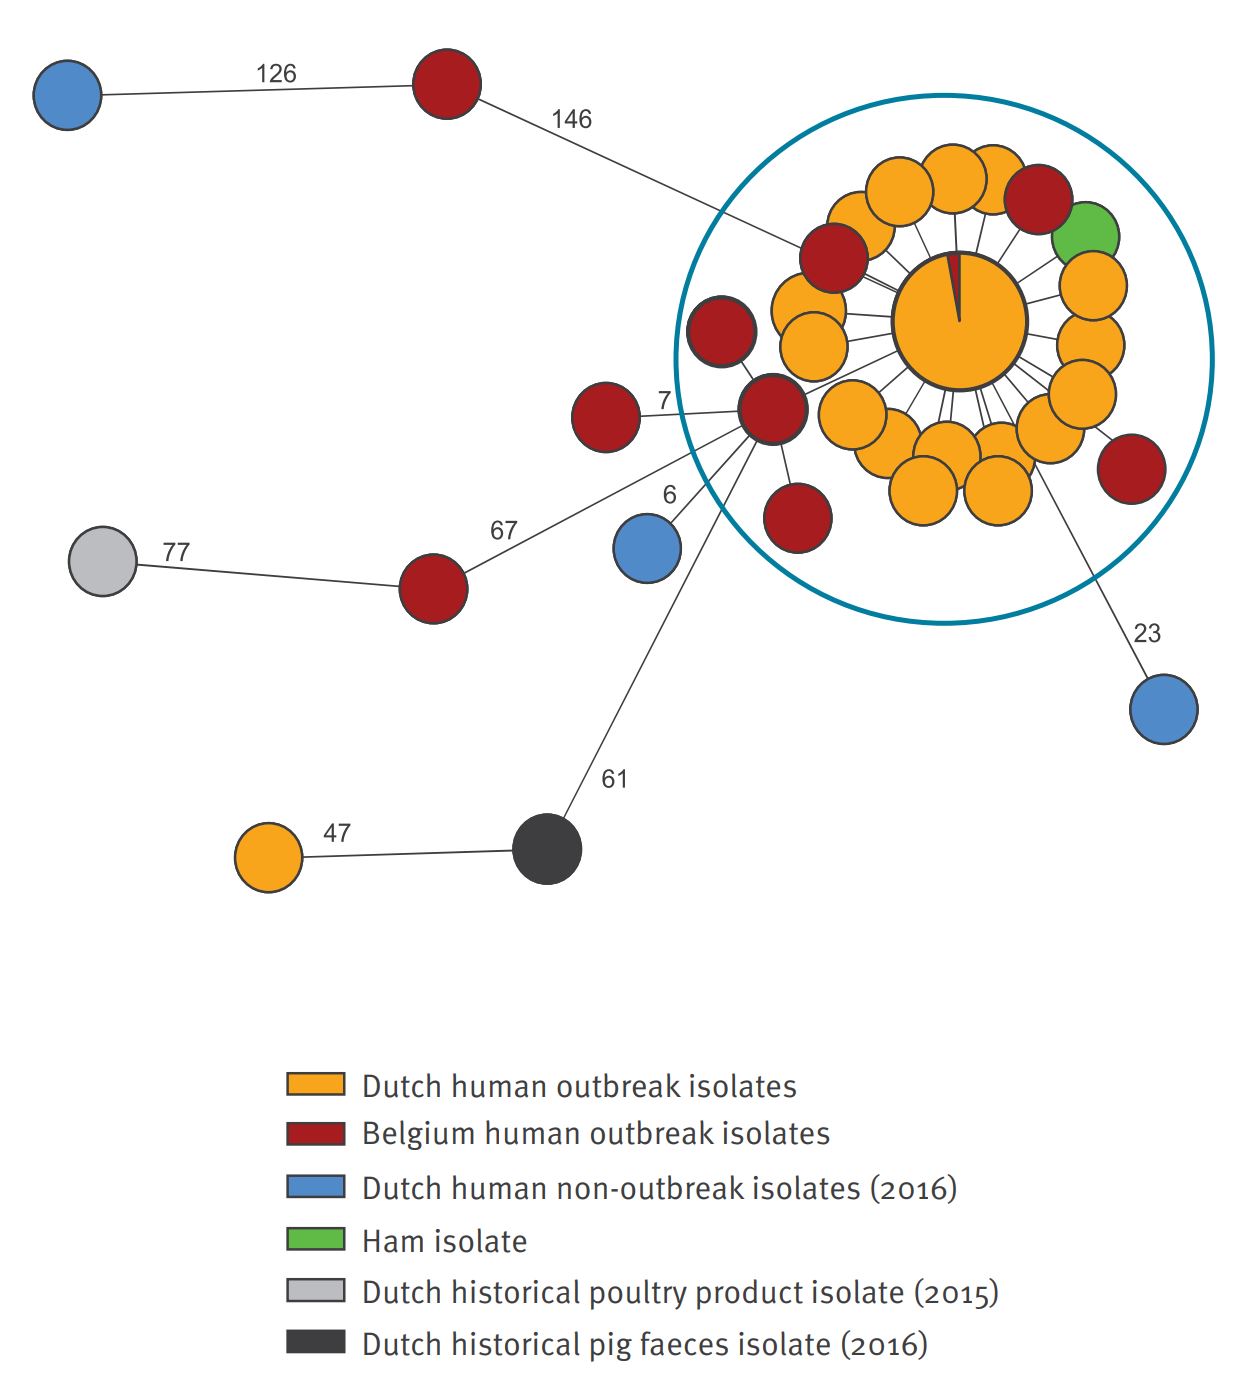 126
146
7
67
6
77
23
61
47
Dutch human outbreak isolates
Belgium human outbreak isolates
Dutch human non-outbreak isolates (2016)
Ham isolate
Dutch historical poultry product isolate (2015)
Dutch historical pig faeces isolate (2016)